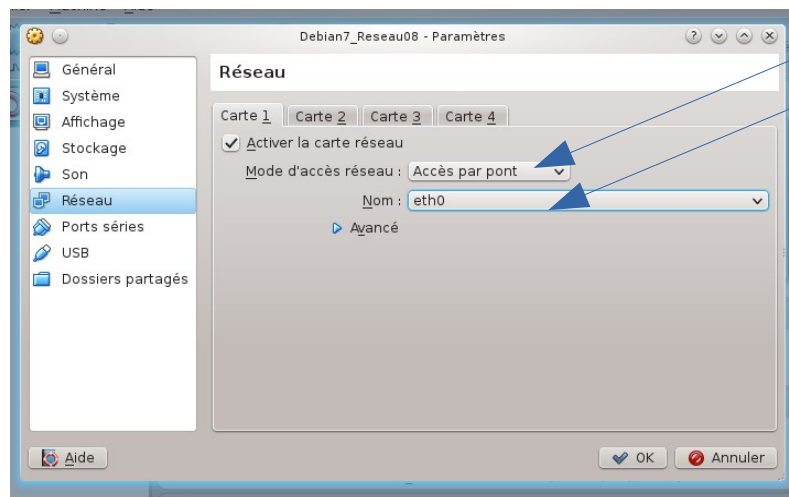 Debian7_Reseau08 - Paramètres
Général
Système
Affichage
Stockage
Son
Réseau
Ports séries
USB
Dossiers partagés
Réseau
Carte 1 Carte 2 Carte 3 Carte 4
Activer la carte réseau
Mode d'accès réseau : Accès par pont
Nom : eth0
Avancé
Aide
OK
Annuler